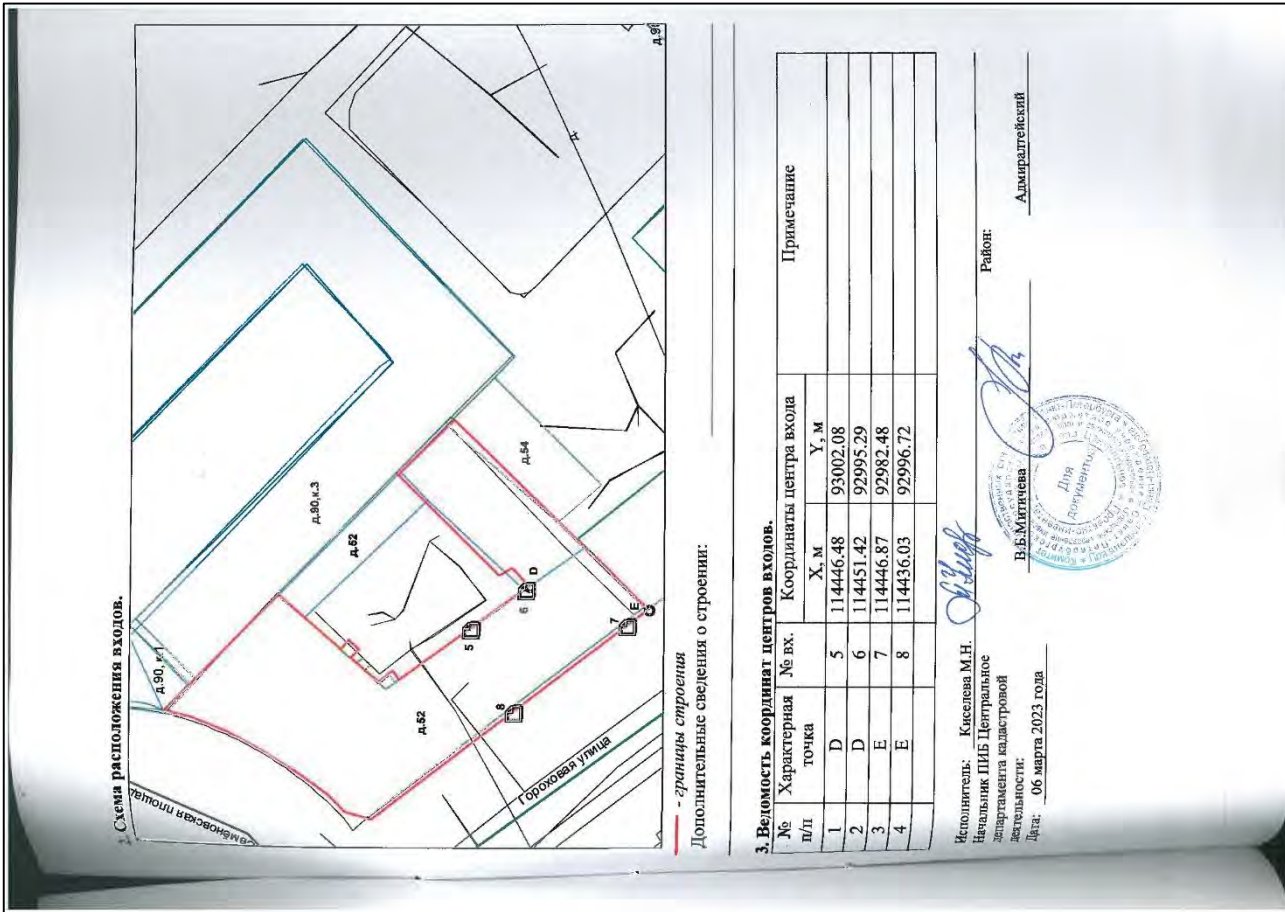 Схема расположения входов.
д.90, к.1
д.90,к.3
д.52
д.54
д.52
5
6
D
7
E
8
Гороховая улица
д.9
— - границы строения
Дополнительные сведения о строении:
3. Ведомость координат центров входов.
№ п/п Характерная точка № вх. Координаты центра входа Примечание
X, м Y, м
1 D 5 114446.48 93002.08
2 D 6 114451.42 92995.29
3 E 7 114446.87 92982.48
4 E 8 114436.03 92996.72
Исполнитель: Киселева М.Н.
Начальник ПИБ Центральное
департамента кадастровой
деятельности: В.Б.Митичева Район: Адмиралтейский
Дата: 06 марта 2023 года
Для
документов